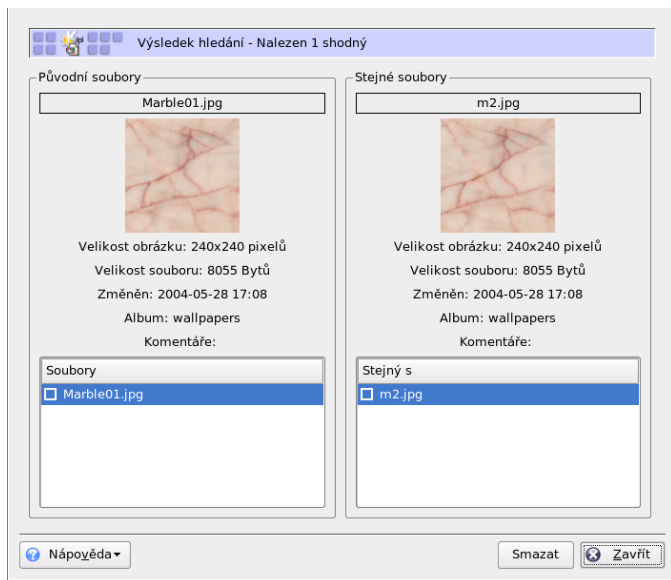 Výsledek hledání - Nalezen 1 shodný
Původní soubory
Marble01.jpg
Velikost obrázku: 240x240 pixelů
Velikost souboru: 8055 Bytů
Změněn: 2004-05-28 17:08
Album: wallpapers
Komentáře:
Soubory
Marble01.jpg
Stejné soubory
m2.jpg
Velikost obrázku: 240x240 pixelů
Velikost souboru: 8055 Bytů
Změněn: 2004-05-28 17:08
Album: wallpapers
Komentáře:
Stejný s
m2.jpg
Nápověda
Smazat
Zavřít